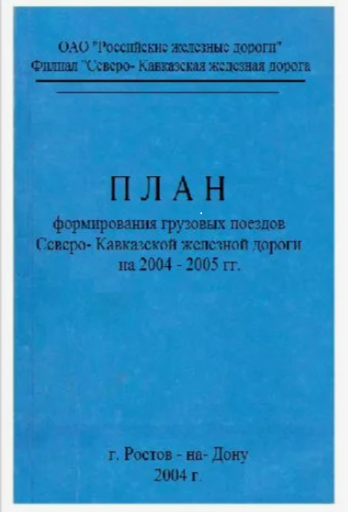 ОАО "Российские железные дороги"
Филиал "Северо- Кавказская железная дорога
П Л А Н
формирования грузовых поездов
Северо- Кавказской железной дороги
на 2004 - 2005 гг.
г. Ростов - на- Дону
2004 г.